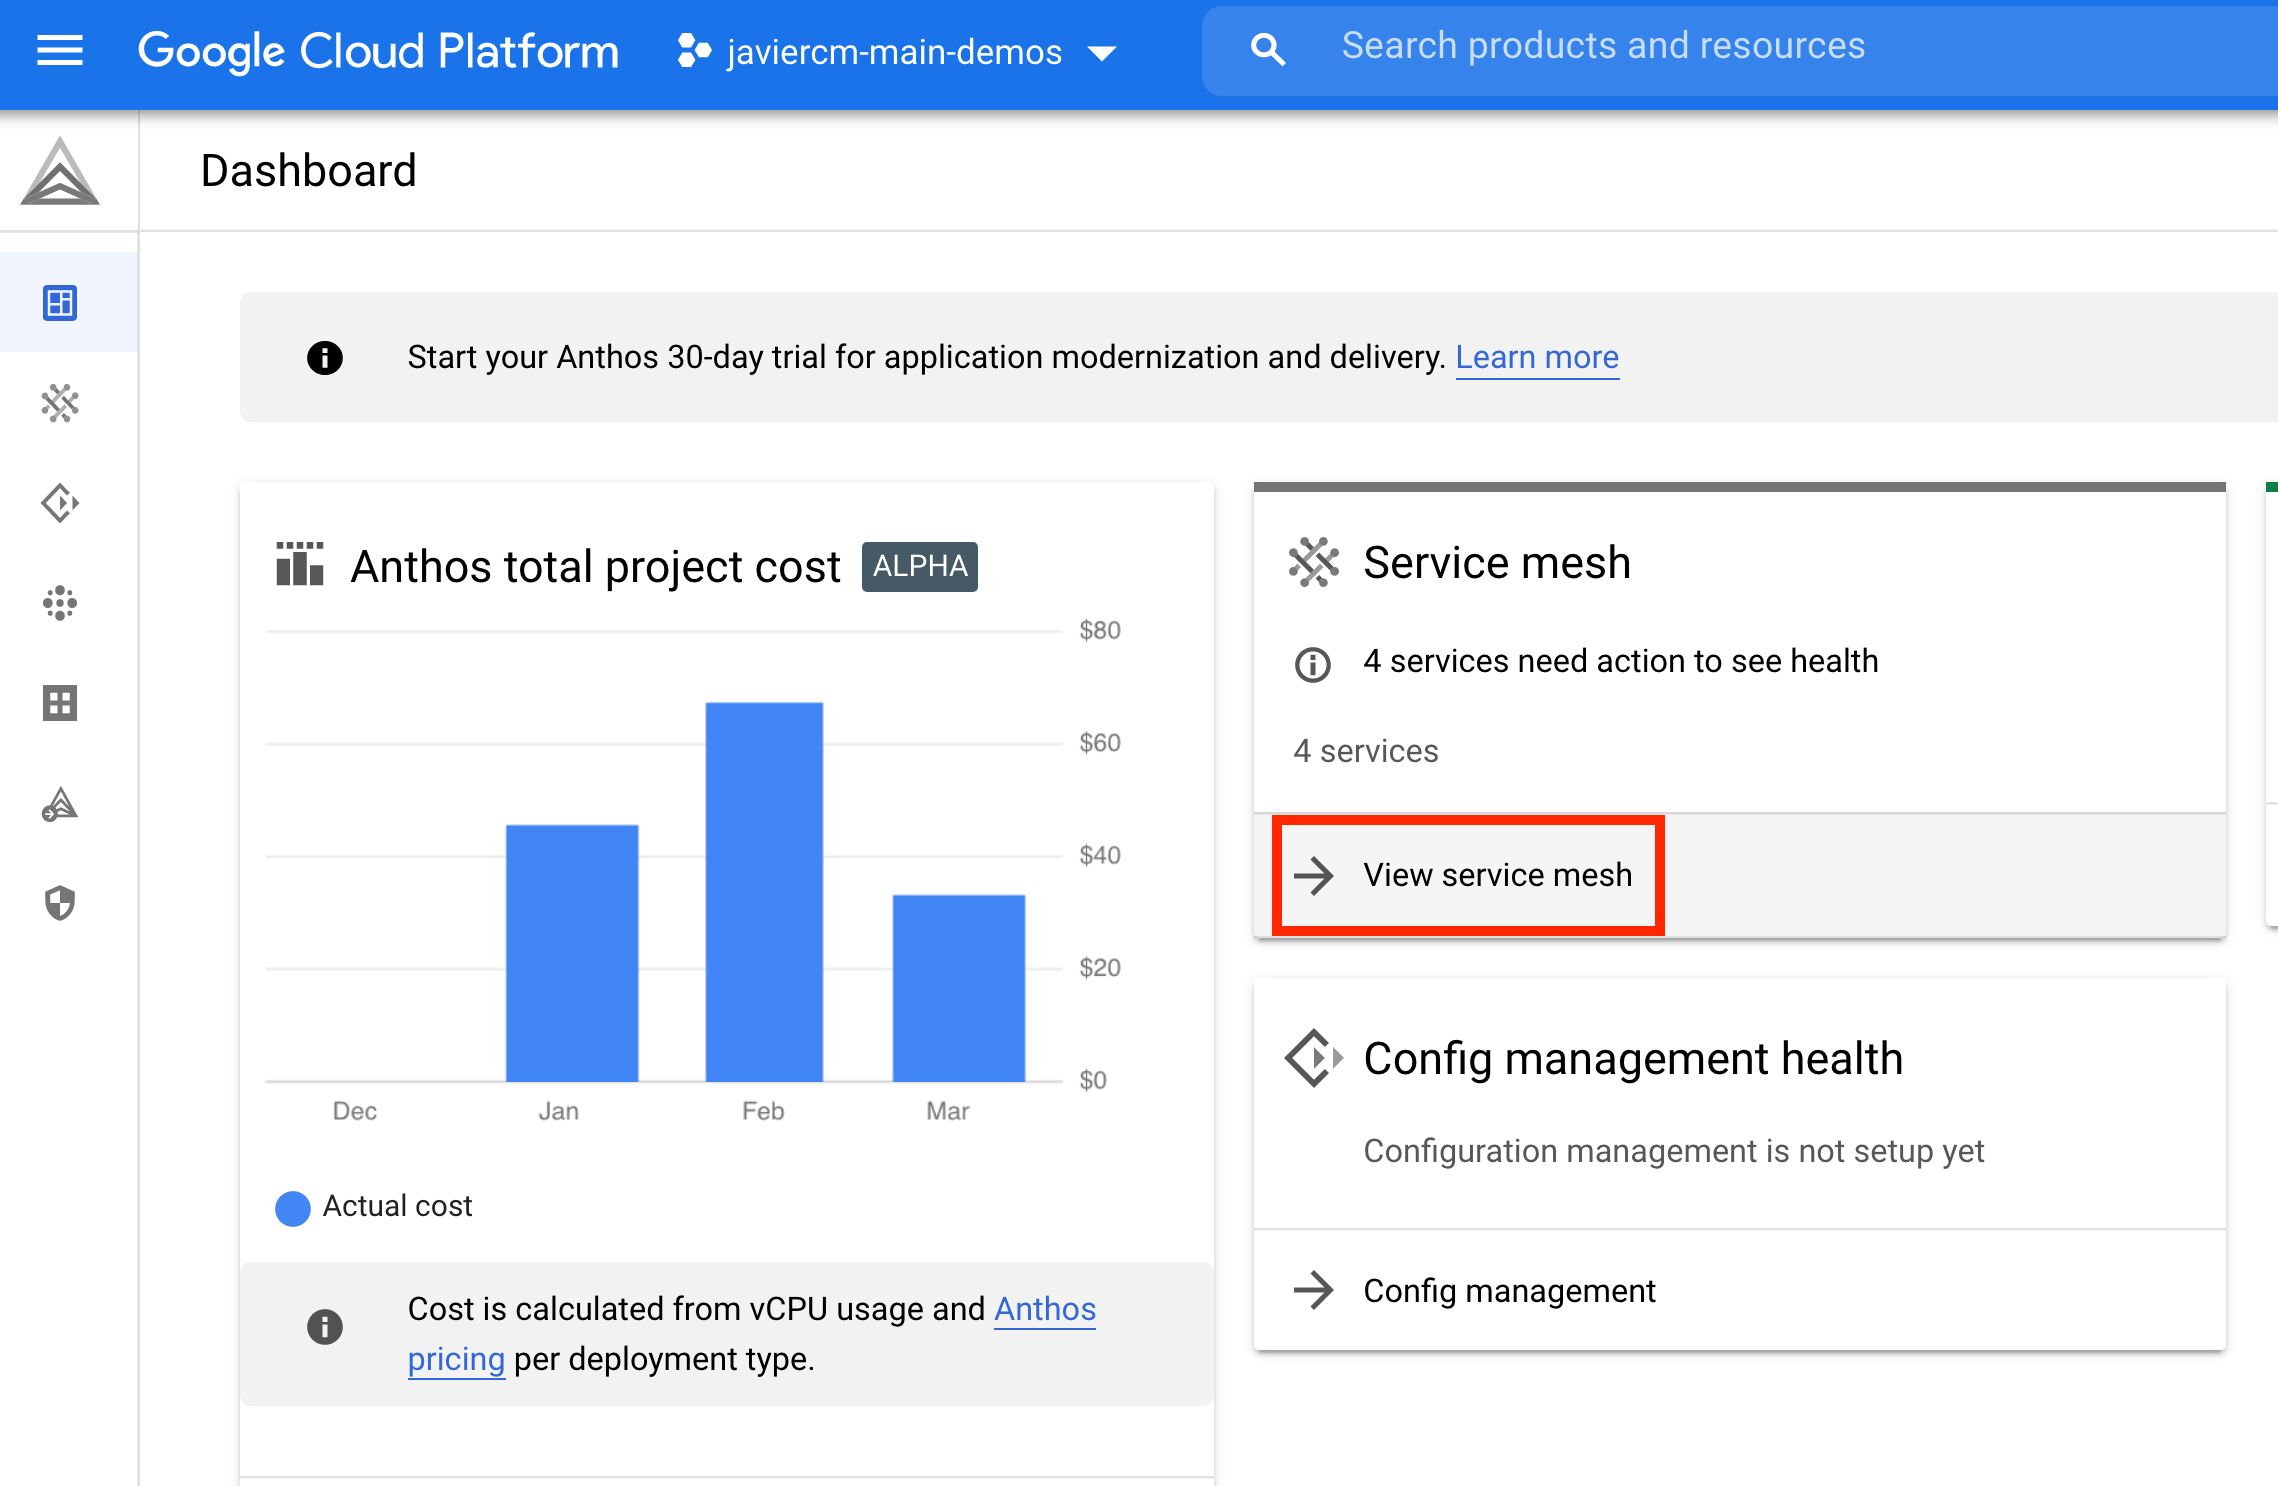 Google Cloud Platform
javiercm-main-demos
Search products and resources
Dashboard
Start your Anthos 30-day trial for application modernization and delivery. Learn more
Anthos total project cost ALPHA
$80
$60
$40
$20
$0
Dec Jan Feb Mar
Actual cost
Cost is calculated from vCPU usage and Anthos
pricing per deployment type.
Service mesh
4 services need action to see health
4 services
View service mesh
Config management health
Configuration management is not setup yet
Config management